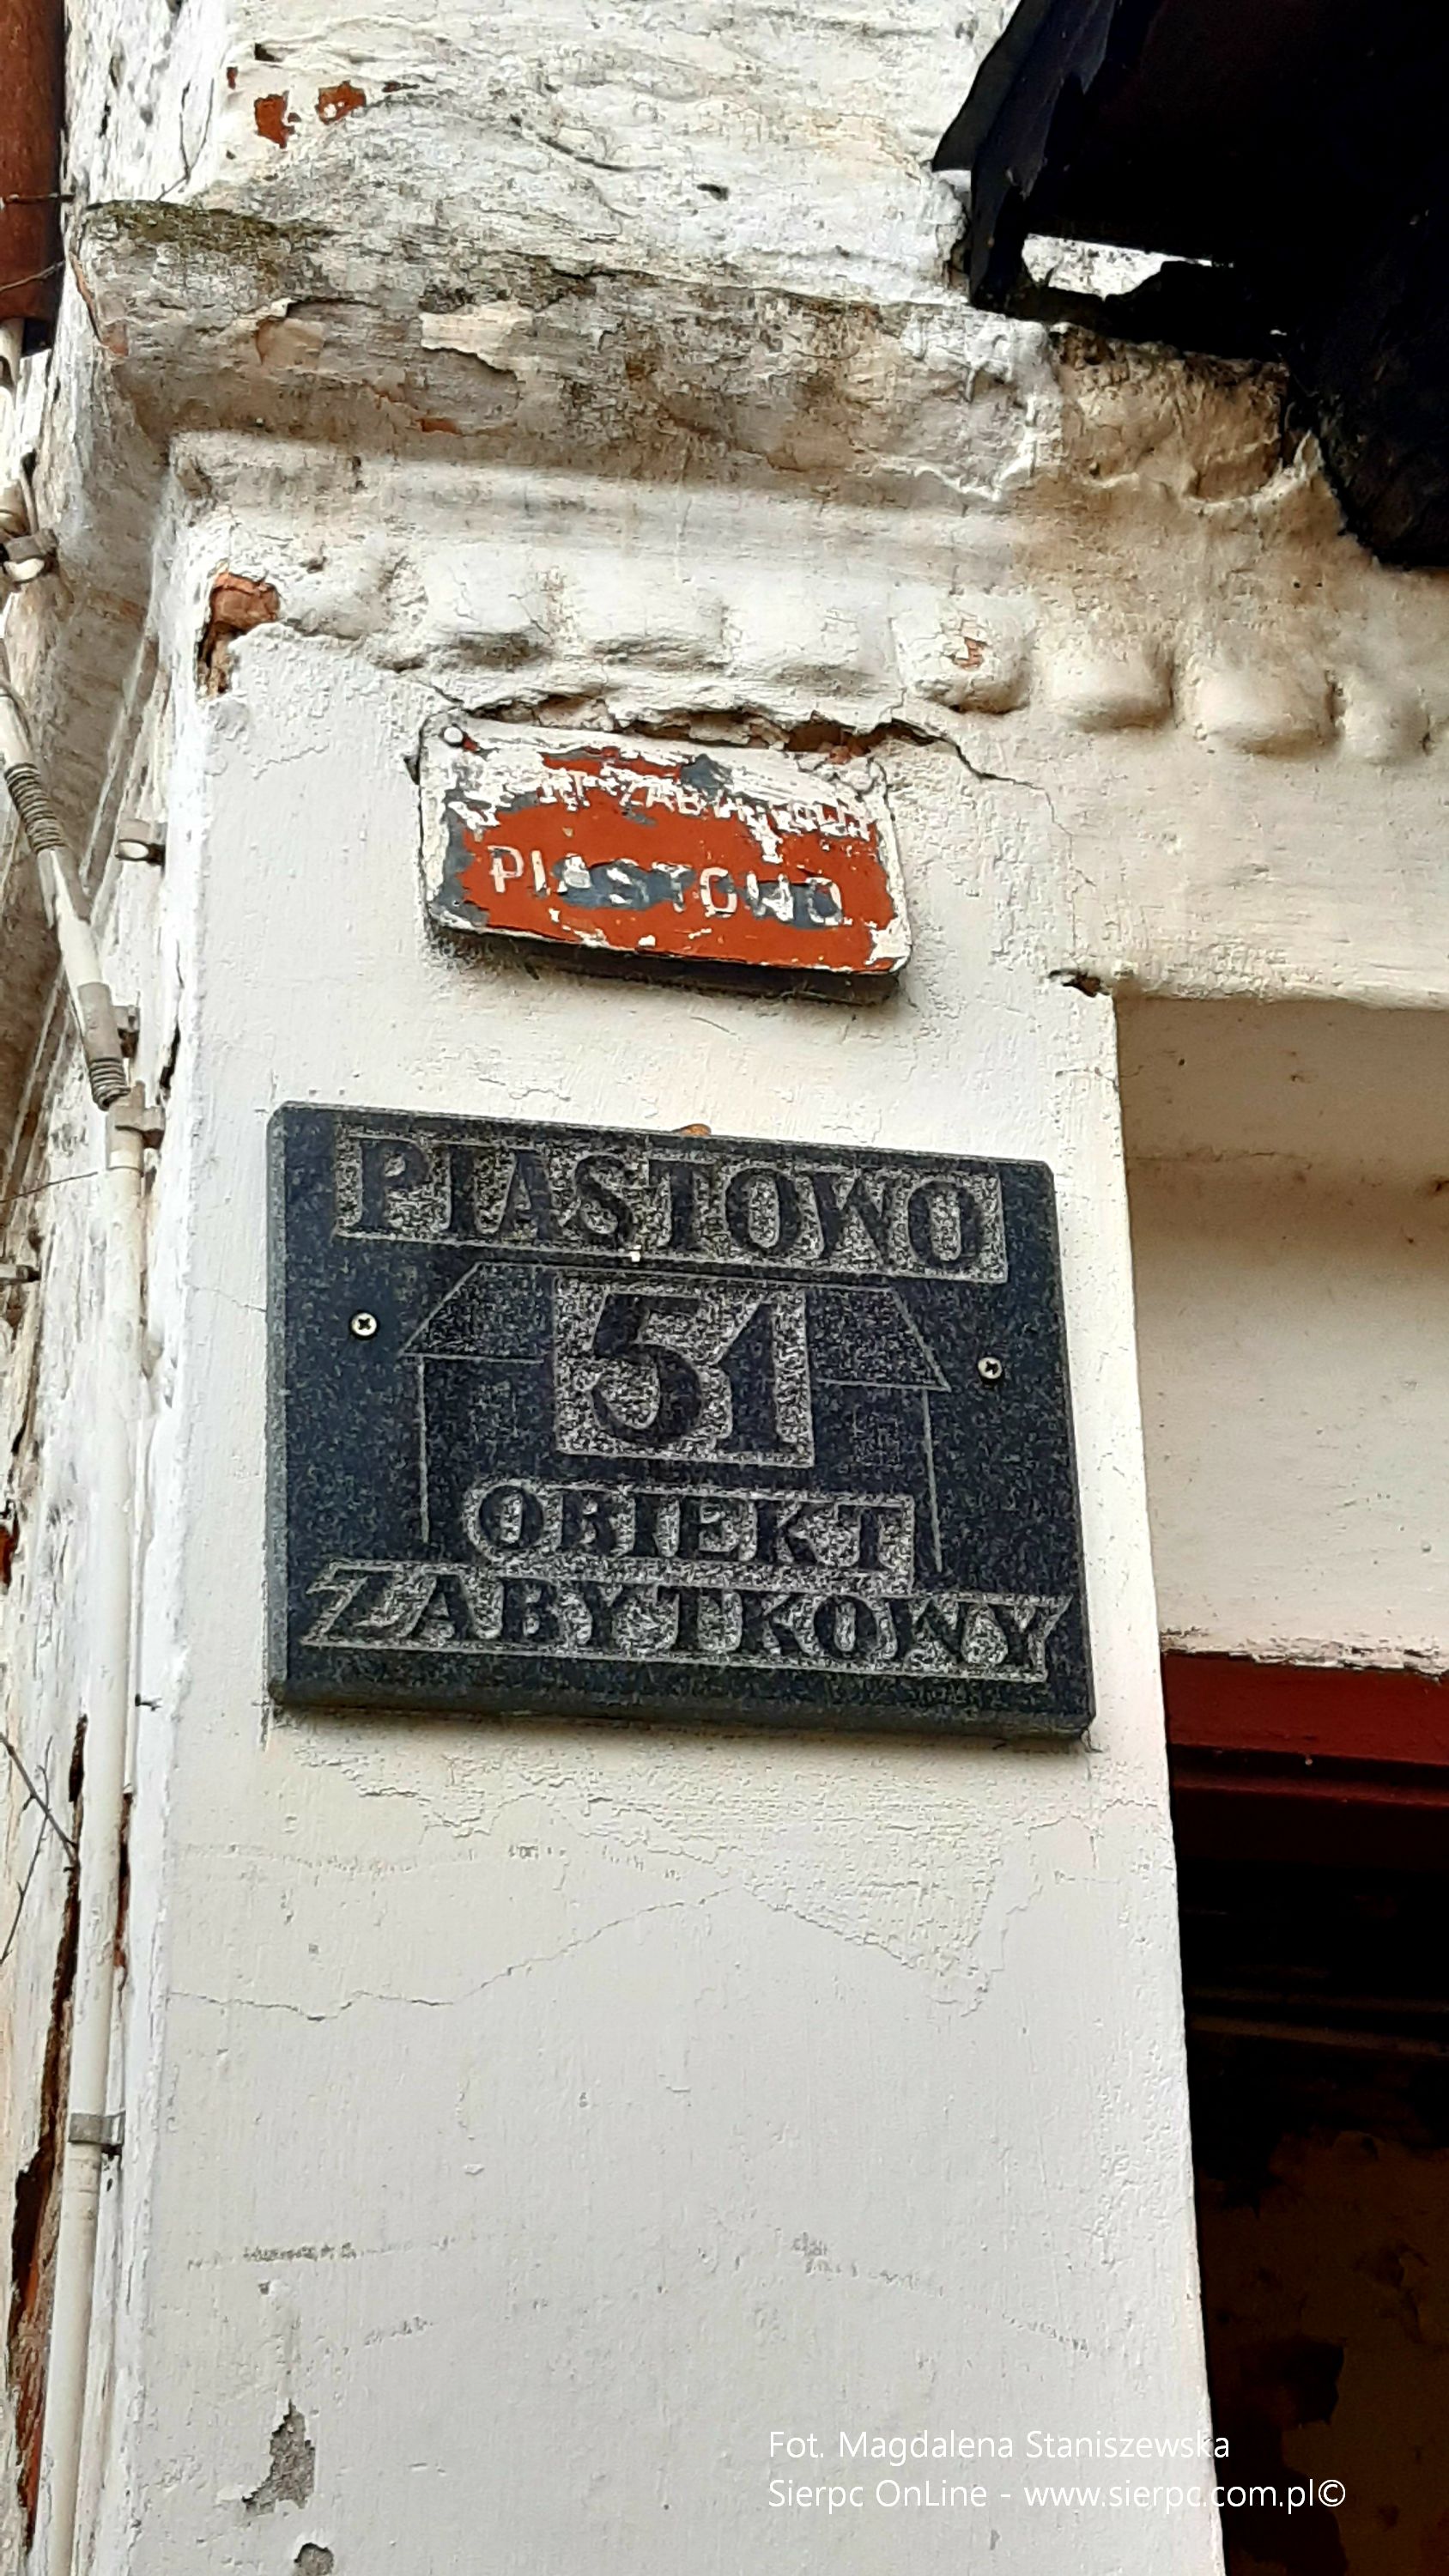 PIASTOWO
PIASTOWO
51
OBIEKT
ZABYTKOWY
Fot. Magdalena Staniszewska
Sierpc OnLine - www.sierpc.com.pl©